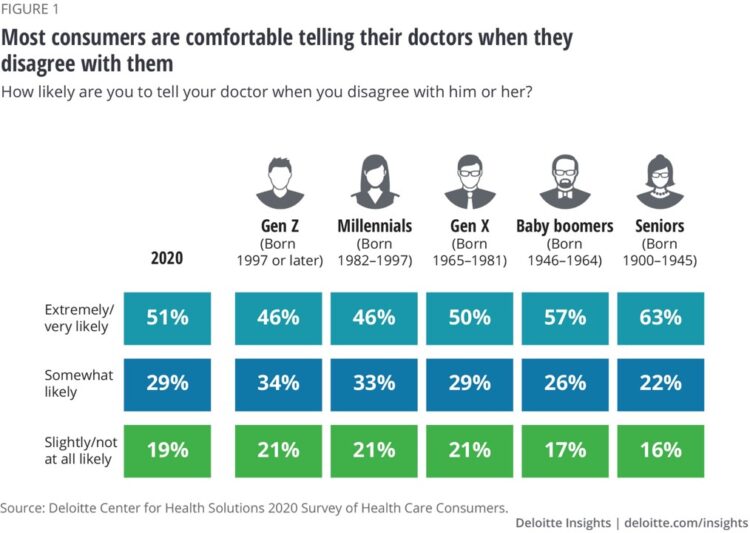 FIGURE 1
Most consumers are comfortable telling their doctors when they
disagree with them
How likely are you to tell your doctor when you disagree with him or her?
2020
Gen Z
(Born
1997 or later)
Millennials
(Born
1982–1997)
Gen X
(Born
1965–1981)
Baby boomers
(Born
1946–1964)
Seniors
(Born
1900–1945)
Extremely/
very likely
51% 46% 46% 50% 57% 63%
Somewhat
likely
29% 34% 33% 29% 26% 22%
Slightly/not
at all likely
19% 21% 21% 21% 17% 16%
Source: Deloitte Center for Health Solutions 2020 Survey of Health Care Consumers.
Deloitte Insights | deloitte.com/insights